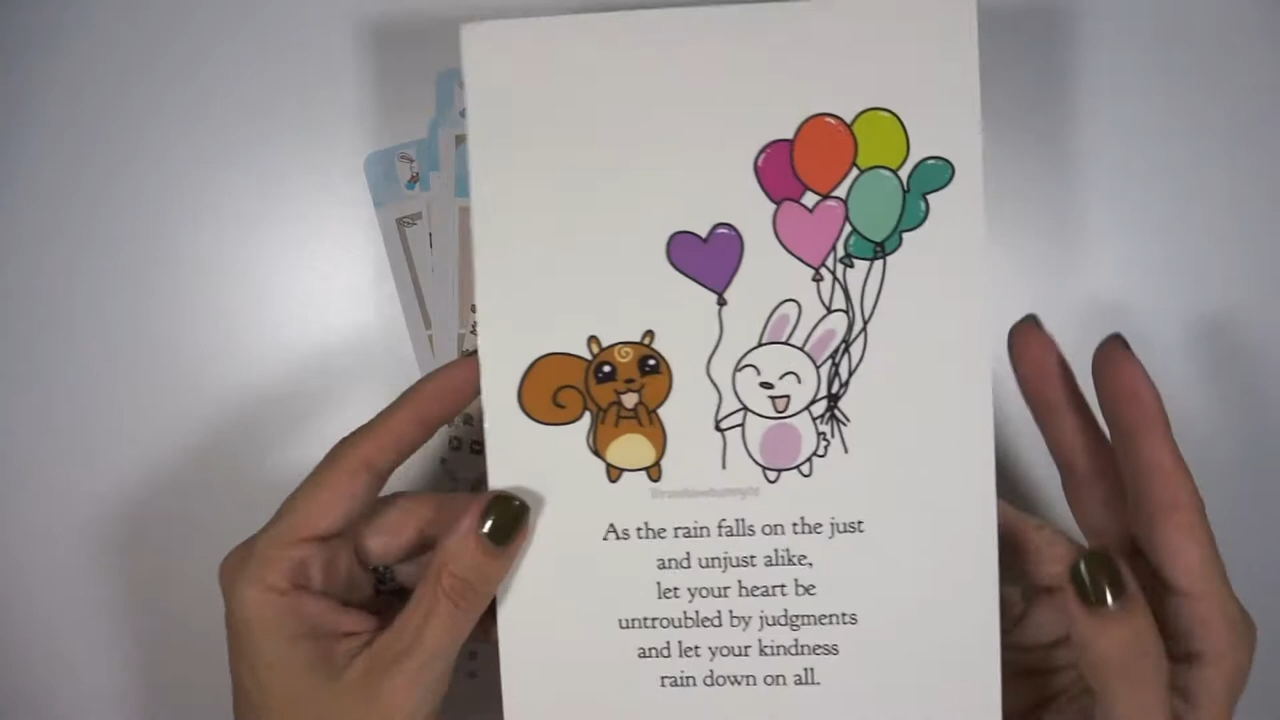 As the rain falls on the just
and unjust alike,
let your heart be
untroubled by judgments
and let your kindness
rain down on all.